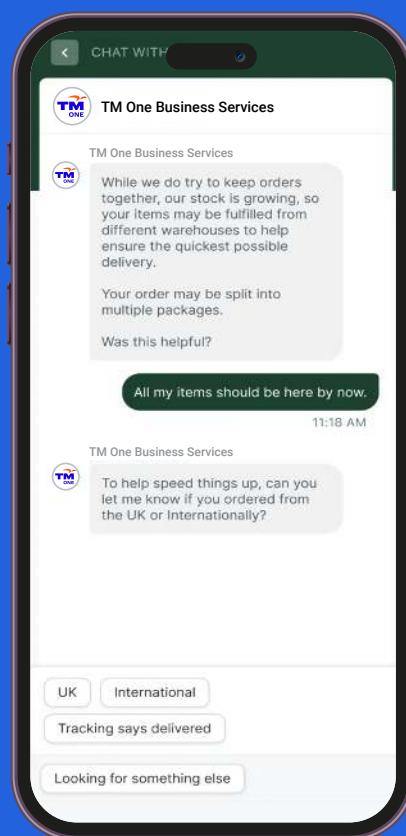 CHAT WITH
TM
ONE
TM One Business Services
TM One Business Services
TM
ONE
While we do try to keep orders
together, our stock is growing, so
your items may be fulfilled from
different warehouses to help
ensure the quickest possible
delivery.
Your order may be split into
multiple packages.
Was this helpful?
All my items should be here by now.
11:18 AM
TM One Business Services
TM
ONE
To help speed things up, can you
let me know if you ordered from
the UK or Internationally?
UK
International
Tracking says delivered
Looking for something else